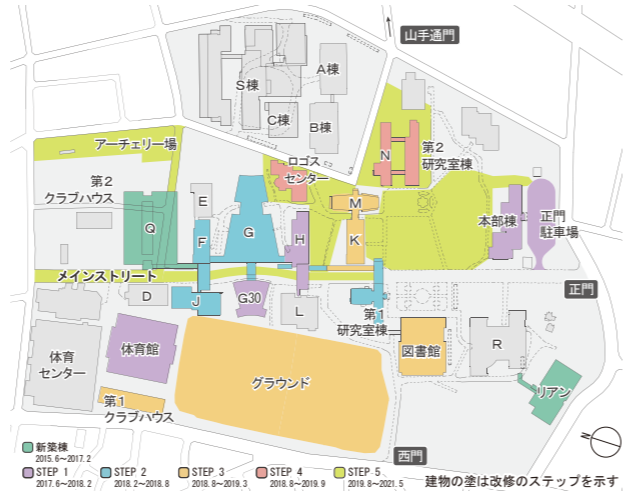 山手通門
S棟
A棟
C棟
B棟
アーチェリー場
ロゴス
センター
N
第2
研究室棟
第2
クラブハウス
Q
E
F
G
H
M
K
本部棟
正門
駐車場
メインストリート
正門
D
J
G30
L
第1
研究室棟
体育
センター
体育館
グラウンド
図書館
R
リアン
第1
クラブハウス
西門
N
新築棟
2015.6〜2017.2
STEP 1
2017.6〜2018.2
STEP 2
2018.2〜2018.8
STEP 3
2018.8〜2019.3
STEP 4
2018.8〜2019.9
STEP 5
2019.8〜2021.5
建物の塗は改修のステップを示す